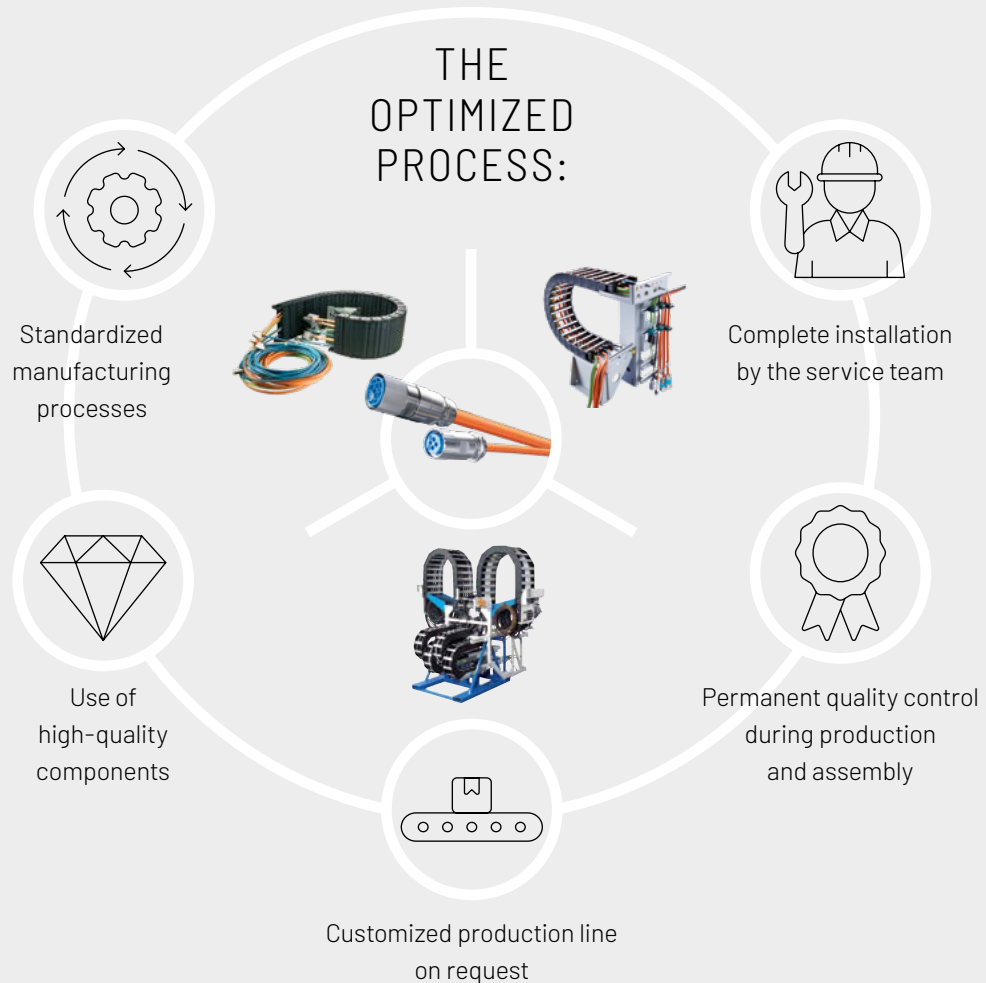 THE
OPTIMIZED
PROCESS:
Standardized
manufacturing
processes
Complete installation
by the service team
Use of
high-quality
components
Permanent quality control
during production
and assembly
Customized production line
on request